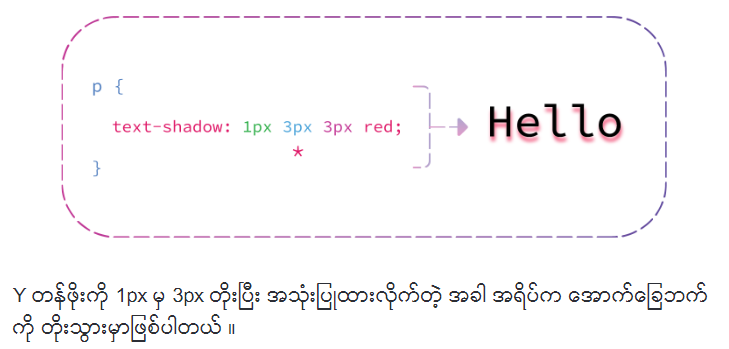 p {
text-shadow: 1px 3px 3px red;
*
}
Hello
Y တန်ဖိုးကို 1px မှ 3px တိုးပြီး အသုံးပြုထားလိုက်တဲ့ အခါ အရိပ်က အောက်ခြေဘက်
ကို တိုးသွားမှာဖြစ်ပါတယ် ။